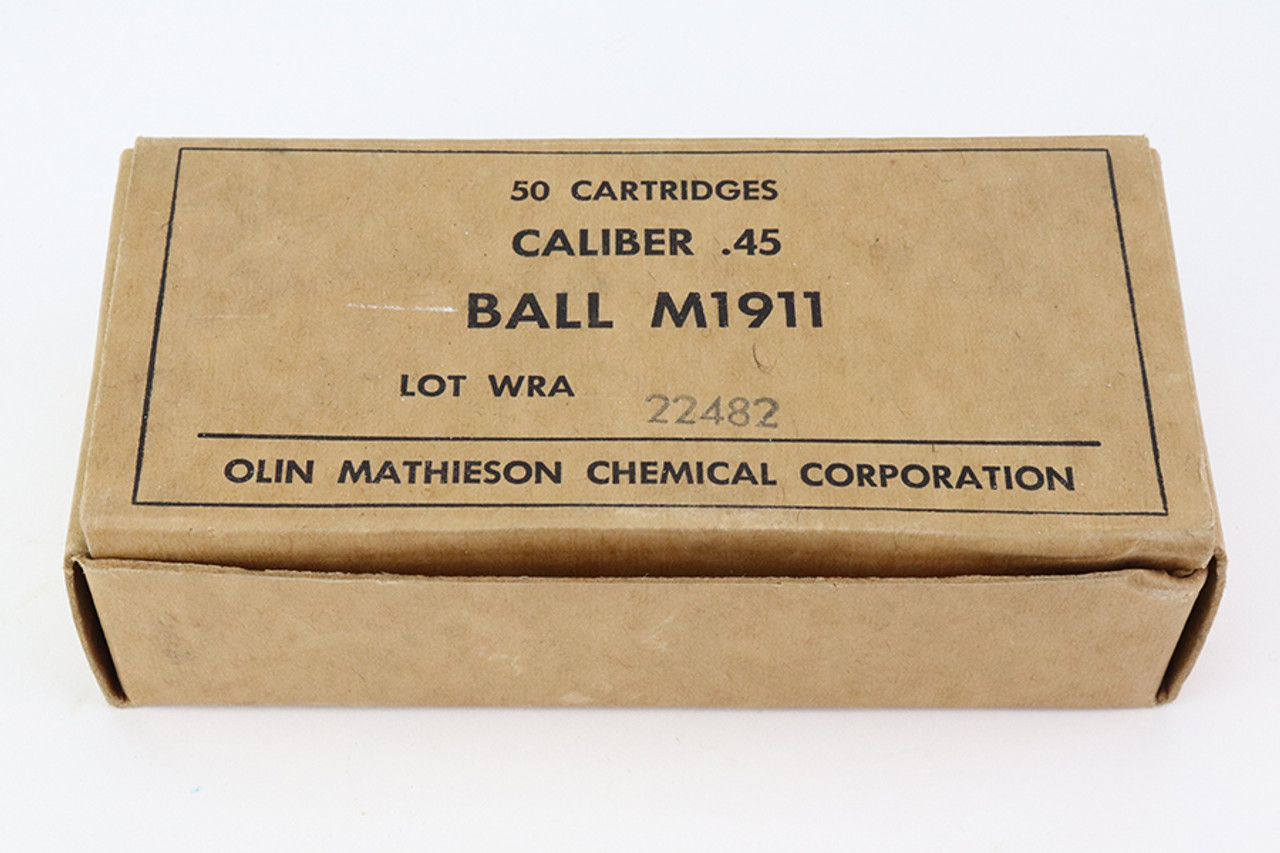 50 CARTRIDGES
CALIBER .45
BALL M1911
LOT WRA 22482
OLIN MATHIESON CHEMICAL CORPORATION